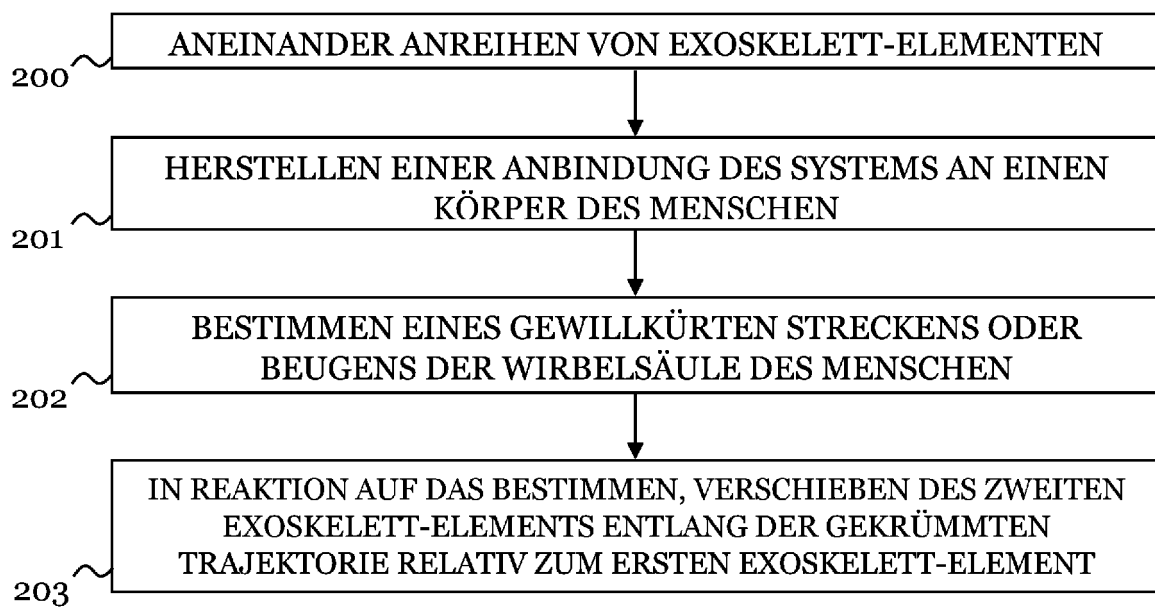 ANEINANDER ANREIHEN VON EXOSKELETT-ELEMENTEN
200
HERSTELLEN EINER ANBINDUNG DES SYSTEMS AN EINEN
KÖRPER DES MENSCHEN
201
BESTIMMEN EINES GEWILLKÜRTEN STRECKENS ODER
BEUGENS DER WIRBELSÄULE DES MENSCHEN
202
IN REAKTION AUF DAS BESTIMMEN, VERSCHIEBEN DES ZWEITEN
EXOSKELETT-ELEMENTS ENTLANG DER GEKRÜMMTEN
TRAJEKTORIE RELATIV ZUM ERSTEN EXOSKELETT-ELEMENT
203